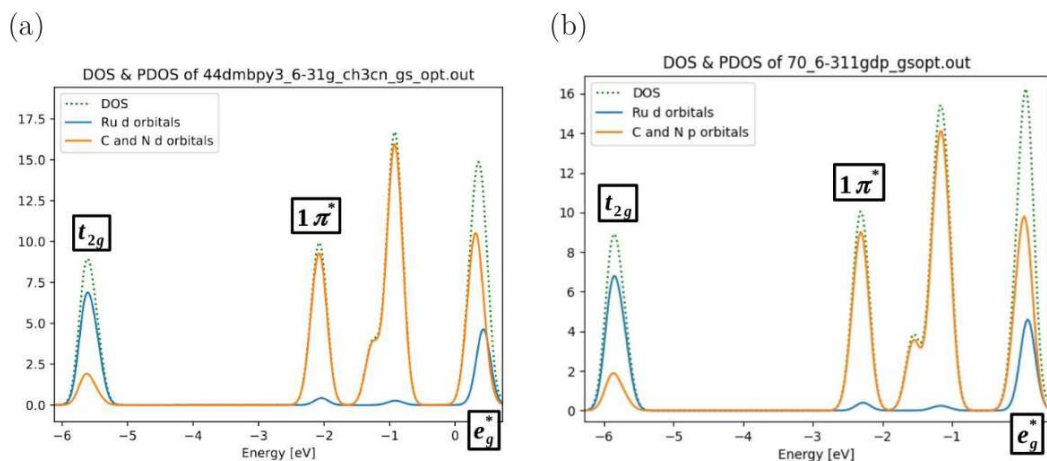 (a)
DOS & PDOS of 44dmbpy3_6-31g_ch3cn_gs_opt.out
DOS
Ru d orbitals
C and N d orbitals
17.5
15.0
12.5
10.0
7.5
5.0
2.5
0.0
t2g
1π*
eg*
−6
−5
−4
−3
−2
−1
0
Energy [eV]
(b)
DOS & PDOS of 70_6-311gdp_gsopt.out
DOS
Ru d orbitals
C and N p orbitals
16
14
12
10
8
6
4
2
0
t2g
1π*
eg*
−6
−5
−4
−3
−2
−1
Energy [eV]